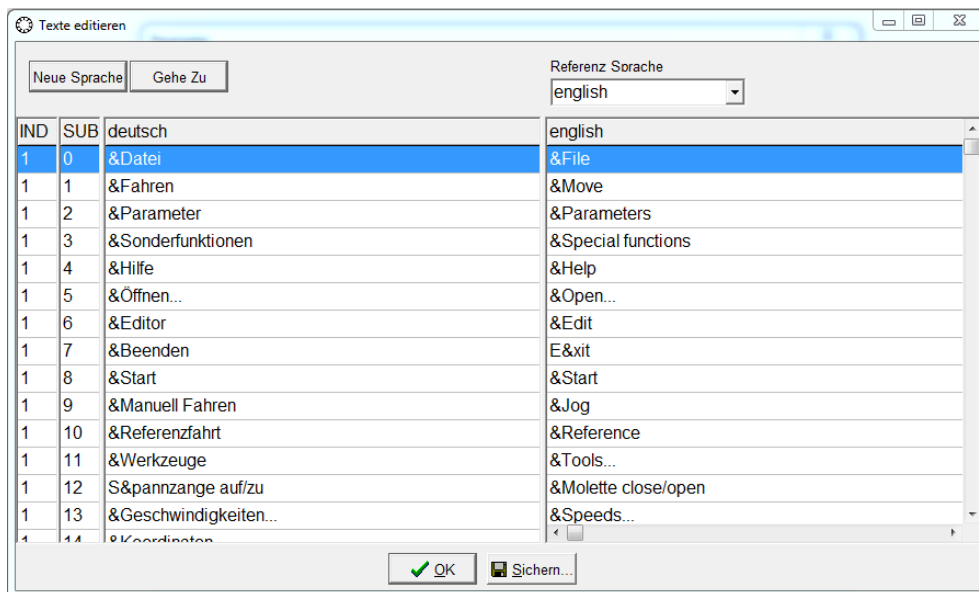 Texte editieren
Neue Sprache Gehe Zu
Referenz Sprache
english
IND SUB deutsch english
1 0 &Datei &File
1 1 &Fahren &Move
1 2 &Parameter &Parameters
1 3 &Sonderfunktionen &Special functions
1 4 &Hilfe &Help
1 5 &Öffnen... &Open...
1 6 &Editor &Edit
1 7 &Beenden E&xit
1 8 &Start &Start
1 9 &Manuell Fahren &Jog
1 10 &Referenzfahrt &Reference
1 11 &Werkzeuge &Tools...
1 12 S&pannzange auf/zu &Molette close/open
1 13 &Geschwindigkeiten... &Speeds...
1 14 &Koordinaten
OK Sichern...